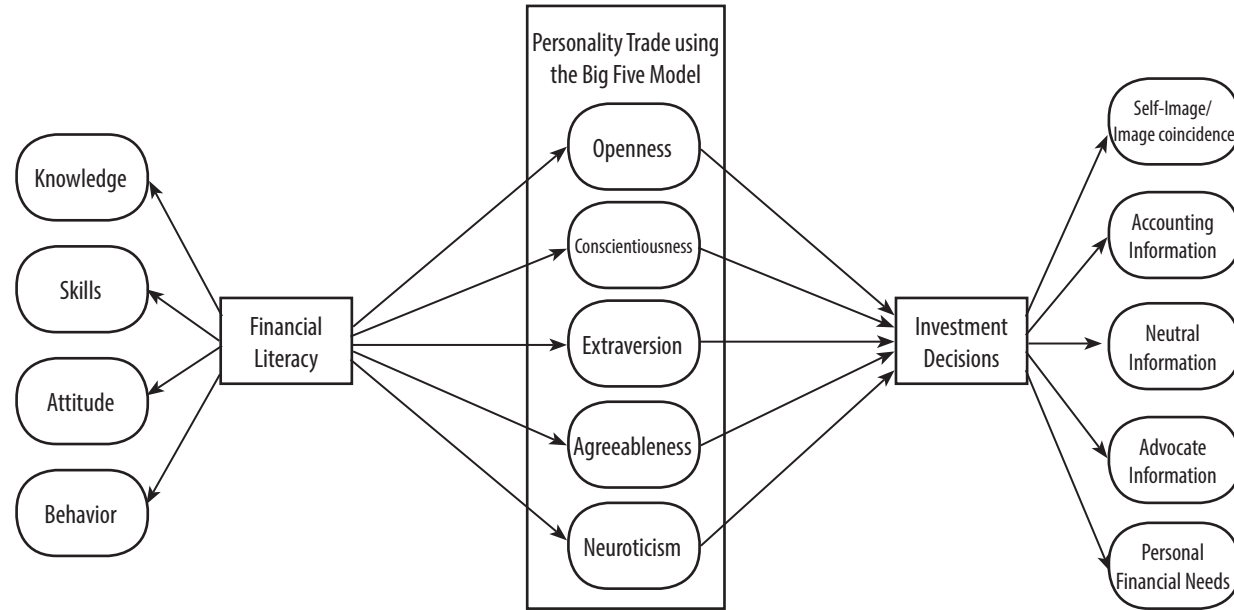 Personality Trade using
the Big Five Model
Knowledge
Skills
Attitude
Behavior
Financial
Literacy
Openness
Conscientiousness
Extraversion
Agreeableness
Neuroticism
Investment
Decisions
Self-Image/
Image coincidence
Accounting
Information
Neutral
Information
Advocate
Information
Personal
Financial Needs